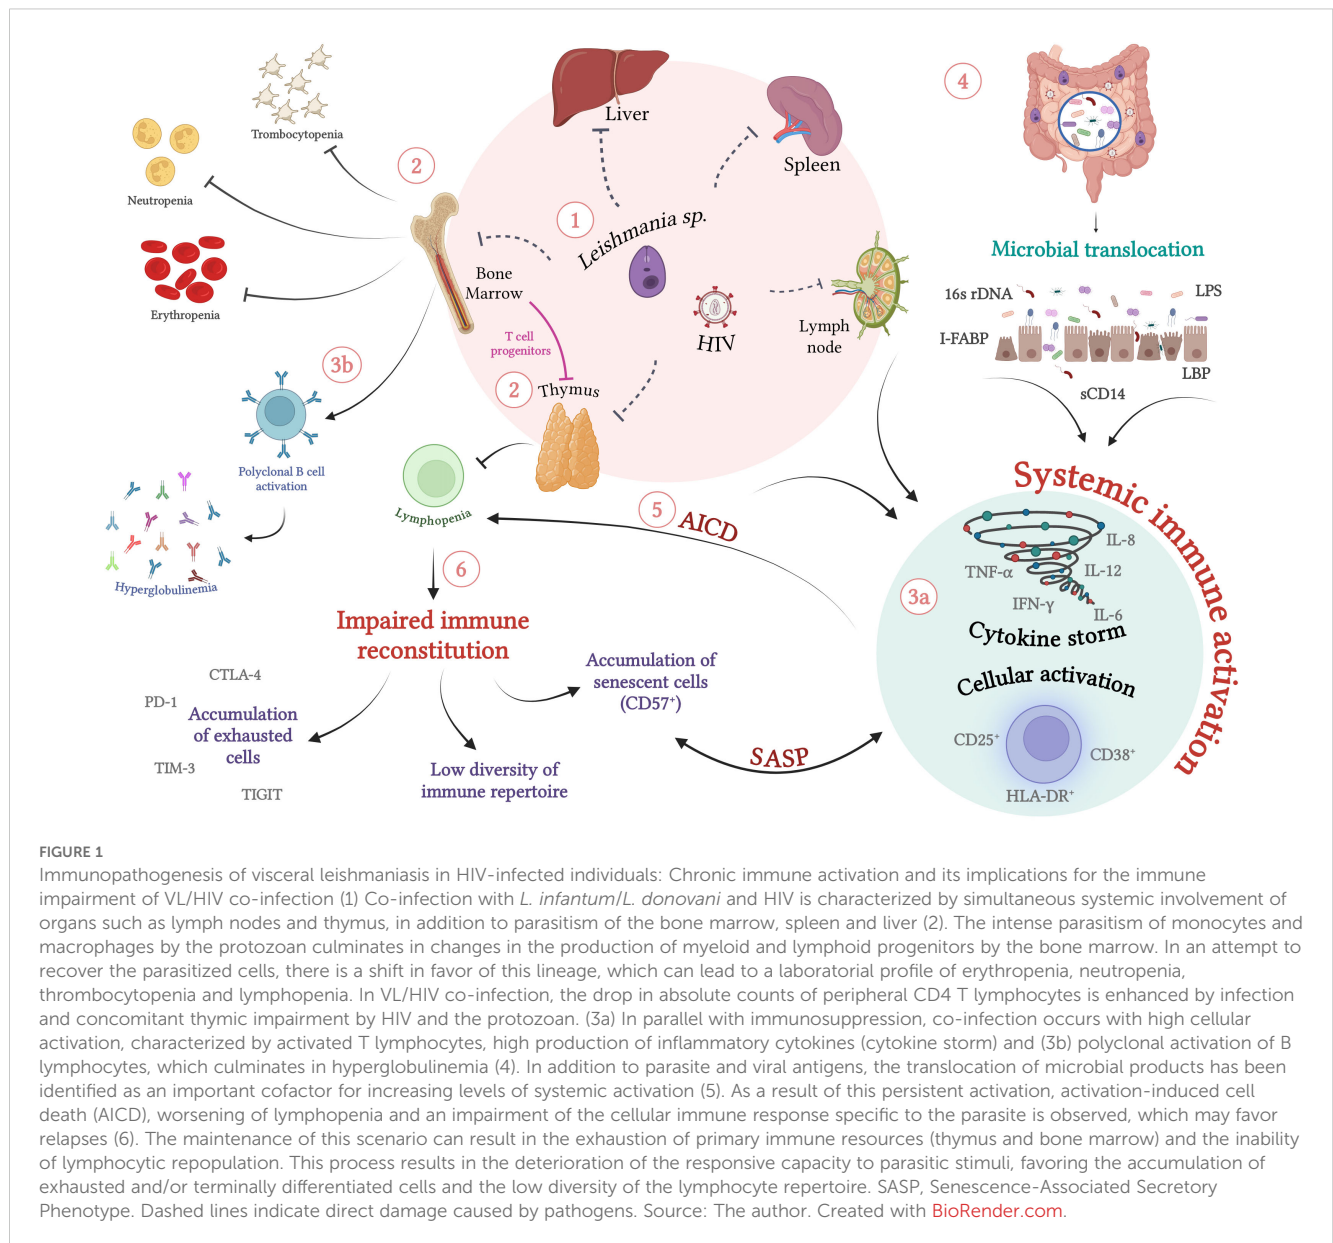 Trombocytopenia
Neutropenia
Erythropenia
2
Liver
Spleen
1
Leishmania sp.
Bone
Marrow
HIV
Lymph
node
T cell
progenitors
2
Thymus
4
Microbial translocation
16s rDNA
LPS
I-FABP
LBP
sCD14
3b
Polyclonal B cell
activation
Hyperglobulinemia
Lymphopenia
5
AICD
Systemic immune activation
3a
IL-8
TNF-α
IL-12
IFN-γ
IL-6
Cytokine storm
Cellular activation
CD25⁺
CD38⁺
HLA-DR⁺
6
Impaired immune
reconstitution
CTLA-4
PD-1
Accumulation
of exhausted
cells
TIM-3
TIGIT
Low diversity of
immune repertoire
Accumulation of
senescent cells
(CD57⁺)
SASP
FIGURE 1
Immunopathogenesis of visceral leishmaniasis in HIV-infected individuals: Chronic immune activation and its implications for the immune
impairment of VL/HIV co-infection (1) Co-infection with L. infantum/L. donovani and HIV is characterized by simultaneous systemic involvement of
organs such as lymph nodes and thymus, in addition to parasitism of the bone marrow, spleen and liver (2). The intense parasitism of monocytes and
macrophages by the protozoan culminates in changes in the production of myeloid and lymphoid progenitors by the bone marrow. In an attempt to
recover the parasitized cells, there is a shift in favor of this lineage, which can lead to a laboratorial profile of erythropenia, neutropenia,
thrombocytopenia and lymphopenia. In VL/HIV co-infection, the drop in absolute counts of peripheral CD4 T lymphocytes is enhanced by infection
and concomitant thymic impairment by HIV and the protozoan. (3a) In parallel with immunosuppression, co-infection occurs with high cellular
activation, characterized by activated T lymphocytes, high production of inflammatory cytokines (cytokine storm) and (3b) polyclonal activation of B
lymphocytes, which culminates in hyperglobulinemia (4). In addition to parasite and viral antigens, the translocation of microbial products has been
identified as an important cofactor for increasing levels of systemic activation (5). As a result of this persistent activation, activation-induced cell
death (AICD), worsening of lymphopenia and an impairment of the cellular immune response specific to the parasite is observed, which may favor
relapses (6). The maintenance of this scenario can result in the exhaustion of primary immune resources (thymus and bone marrow) and the inability
of lymphocytic repopulation. This process results in the deterioration of the responsive capacity to parasitic stimuli, favoring the accumulation of
exhausted and/or terminally differentiated cells and the low diversity of the lymphocyte repertoire. SASP, Senescence-Associated Secretory
Phenotype. Dashed lines indicate direct damage caused by pathogens. Source: The author. Created with BioRender.com.